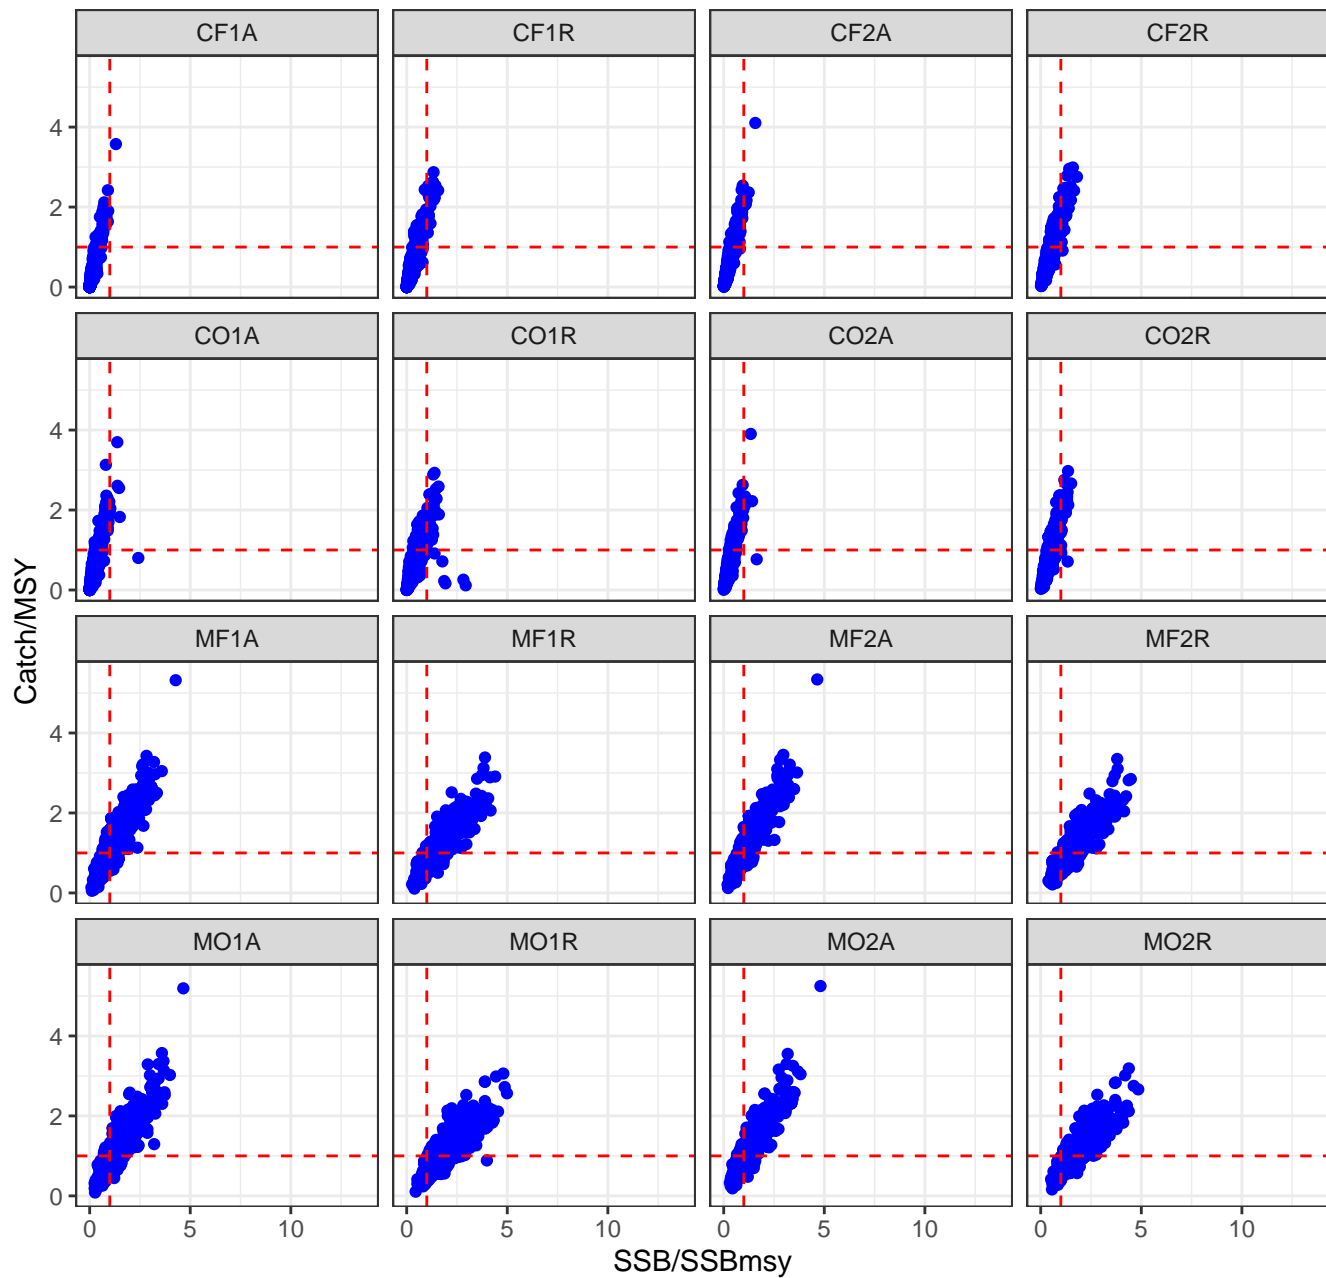 CF1A CF1R CF2A CF2R
4
2
0
CO1A CO1R CO2A CO2R
4
2
0
MF1A MF1R MF2A MF2R
4
2
0
MO1A MO1R MO2A MO2R
4
2
0
0 5 10 0 5 10 0 5 10 0 5 10
SSB/SSBmsy
Catch/MSY